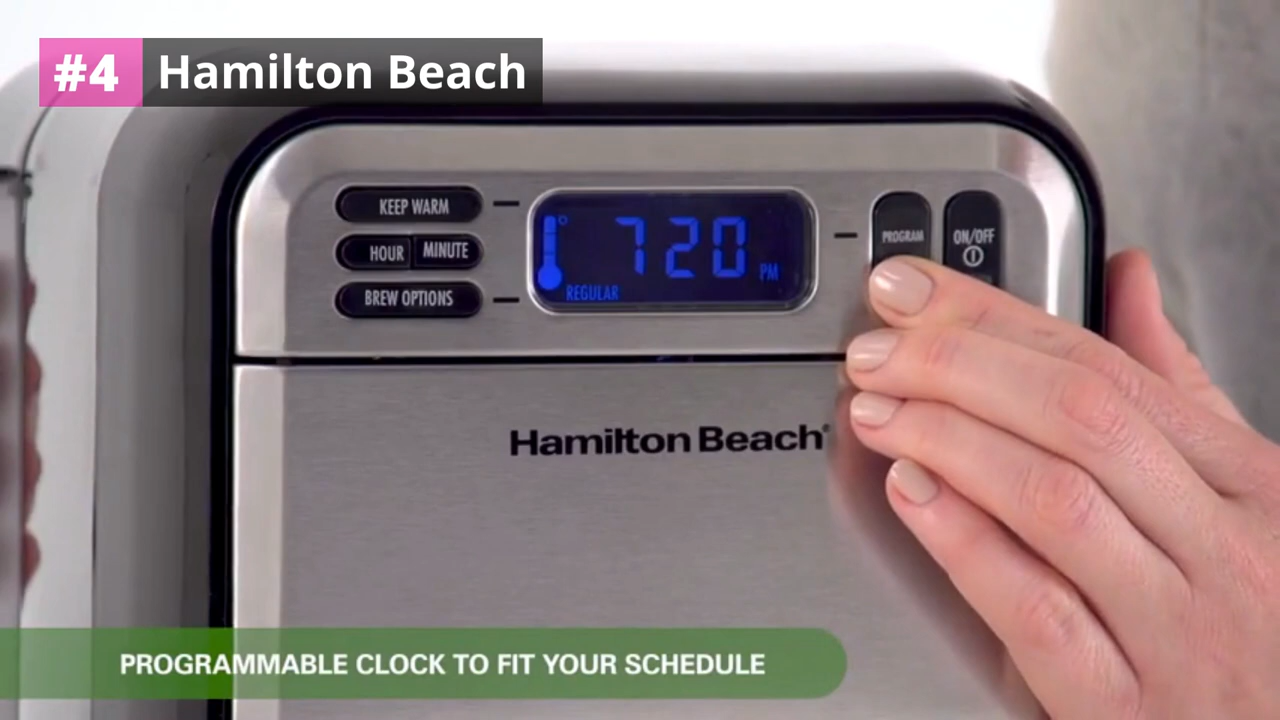 #4 Hamilton Beach
KEEP WARM
HOUR MINUTE
BREW OPTIONS
720 PM
REGULAR
PROGRAM
ON/OFF
Hamilton Beach®
PROGRAMMABLE CLOCK TO FIT YOUR SCHEDULE